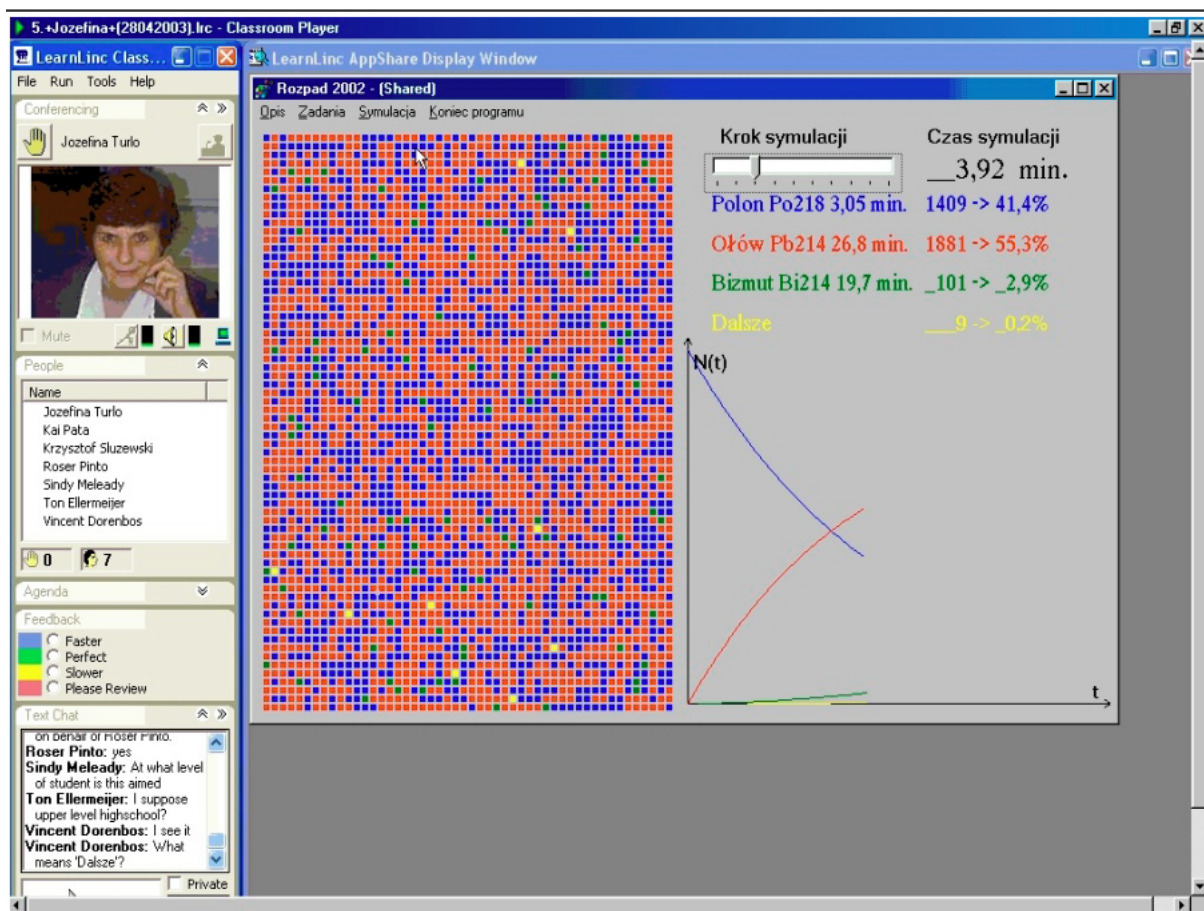 5.+Jozefina+(28042003).lrc - Classroom Player
LearnLinc Class...
File Run Tools Help
Conferencing
Jozefina Turlo
Mute
People
Name
Jozefina Turlo
Kai Pata
Krzysztof Sluzewski
Roser Pinto
Sindy Meleady
Ton Ellermeijer
Vincent Dorenbos
0 7
Agenda
Feedback
Faster
Perfect
Slower
Please Review
Text Chat
on behalf of Roser Pinto.
Roser Pinto: yes
Sindy Meleady: At what level
of student is this aimed
Ton Ellermeijer: I suppose
upper level highschool?
Vincent Dorenbos: I see it
Vincent Dorenbos: What
means 'Dalsze'?
Private
LearnLinc AppShare Display Window
Rozpad 2002 - (Shared)
Opis Zadania Symulacja Koniec programu
Krok symulacji Czas symulacji
__3,92 min.
Polon Po218 3,05 min. 1409 -> 41,4%
Ołów Pb214 26,8 min. 1881 -> 55,3%
Bizmut Bi214 19,7 min. _101 -> _2,9%
Dalsze ___9 -> _0,2%
N(t)
t